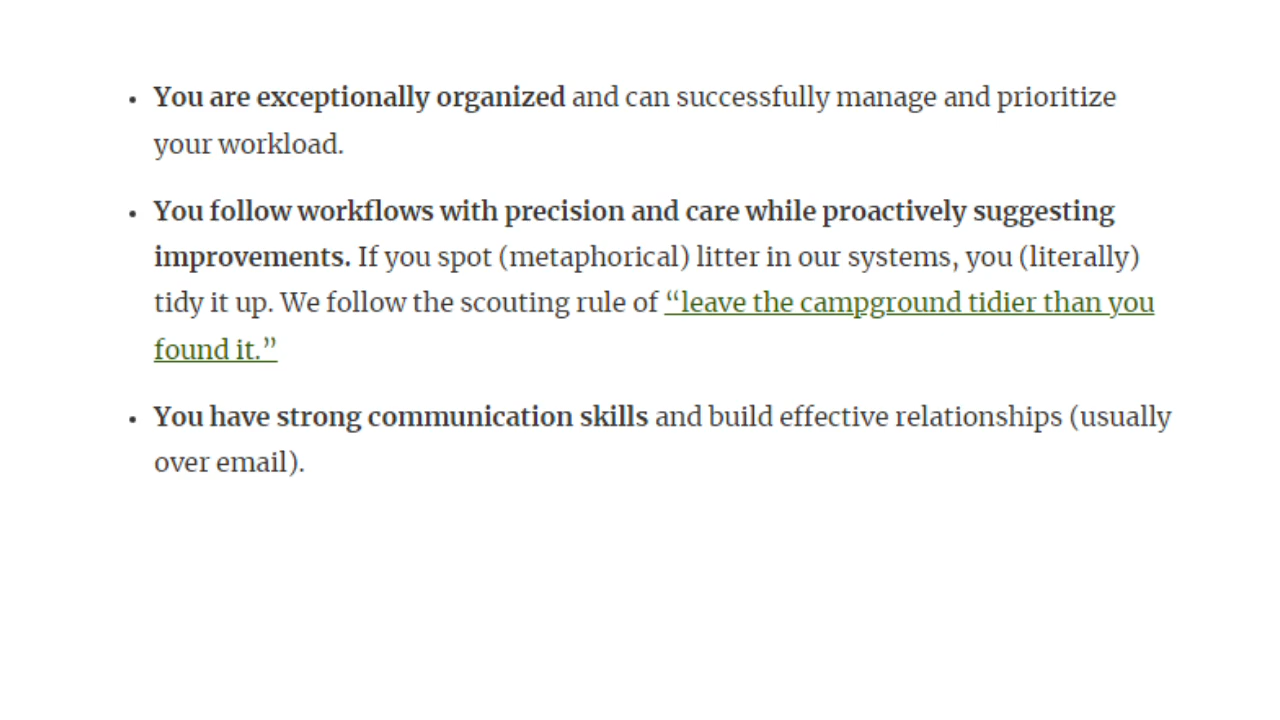 • You are exceptionally organized and can successfully manage and prioritize
your workload.
• You follow workflows with precision and care while proactively suggesting
improvements. If you spot (metaphorical) litter in our systems, you (literally)
tidy it up. We follow the scouting rule of “leave the campground tidier than you
found it.”
• You have strong communication skills and build effective relationships (usually
over email).